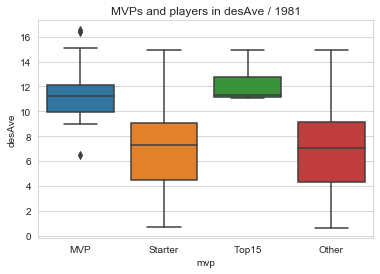 MVPs and players in desAve / 1981
16
14
12
10
8
6
4
2
0
desAve
MVP Starter Top15 Other
mvp